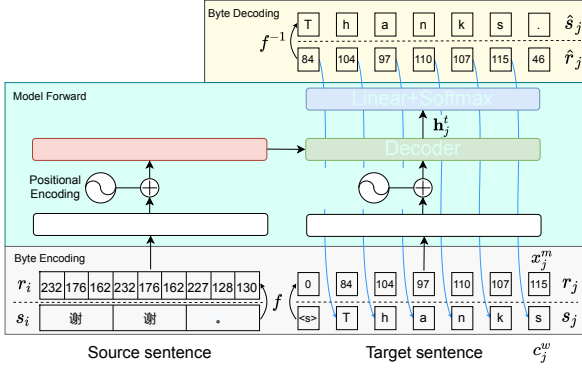 Byte Decoding
T h a n k s . ŝ_j
f⁻¹
84 104 97 110 107 115 46 r̂_j
Model Forward
Linear+Softmax
h_j^t
Decoder
Positional
Encoding
Byte Encoding
x_j^m
r_i 232 176 162 232 176 162 227 128 130 f 0 84 104 97 110 107 115 r_j
s_i 谢 谢 。 <s> T h a n k s s_j
Source sentence Target sentence c_j^w